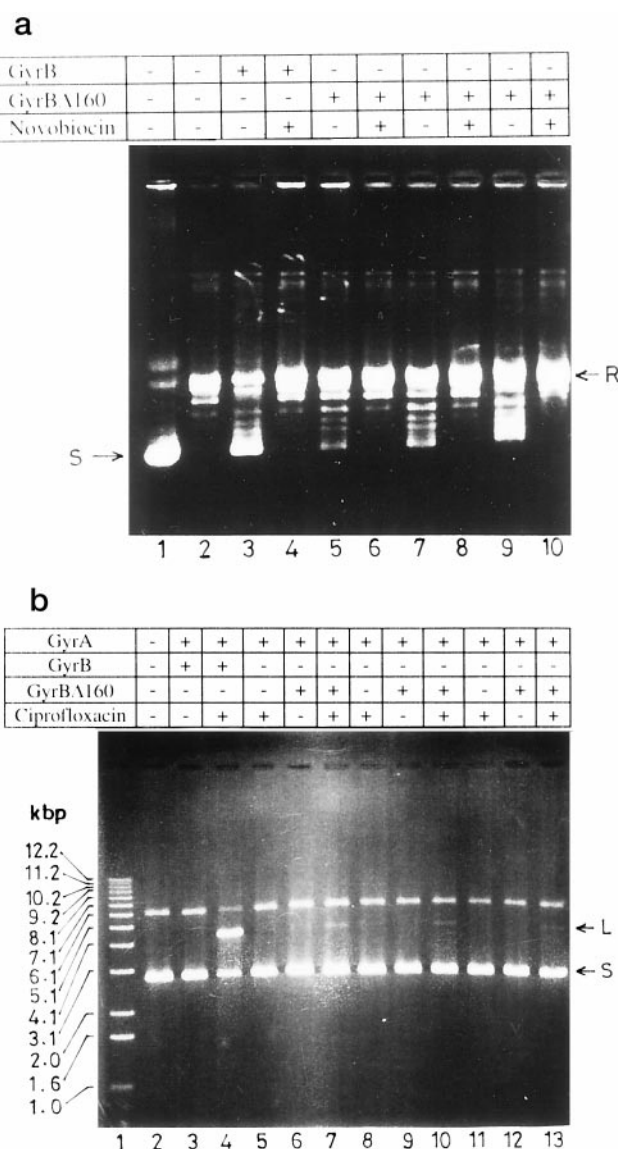 a
GyrB - - + + - - - - - -
GyrBΔ160 - - - - + + + + + +
Novobiocin - - - + - + - + - +
← R
S →
1 2 3 4 5 6 7 8 9 10
b
GyrA - + + + + + + + + + + +
GyrB - + + - - - - - - - - -
GyrBΔ160 - - - - + + - + + - + +
Ciprofloxacin - - + + - + + - + + - +
kbp
12.2
11.2
10.2
9.2
8.1
7.1
6.1
5.1
4.1
3.1
2.0
1.6
1.0
← L
← S
1 2 3 4 5 6 7 8 9 10 11 12 13